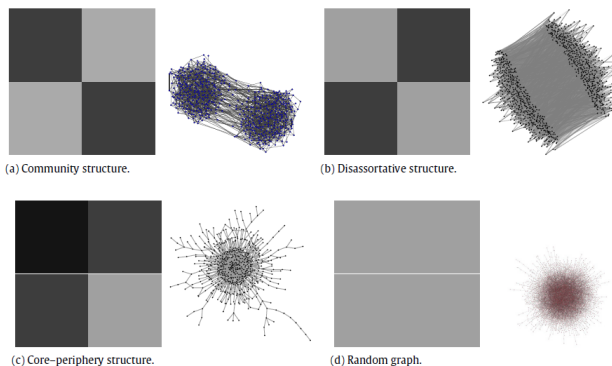 (a) Community structure.
(b) Disassortative structure.
(c) Core–periphery structure.
(d) Random graph.